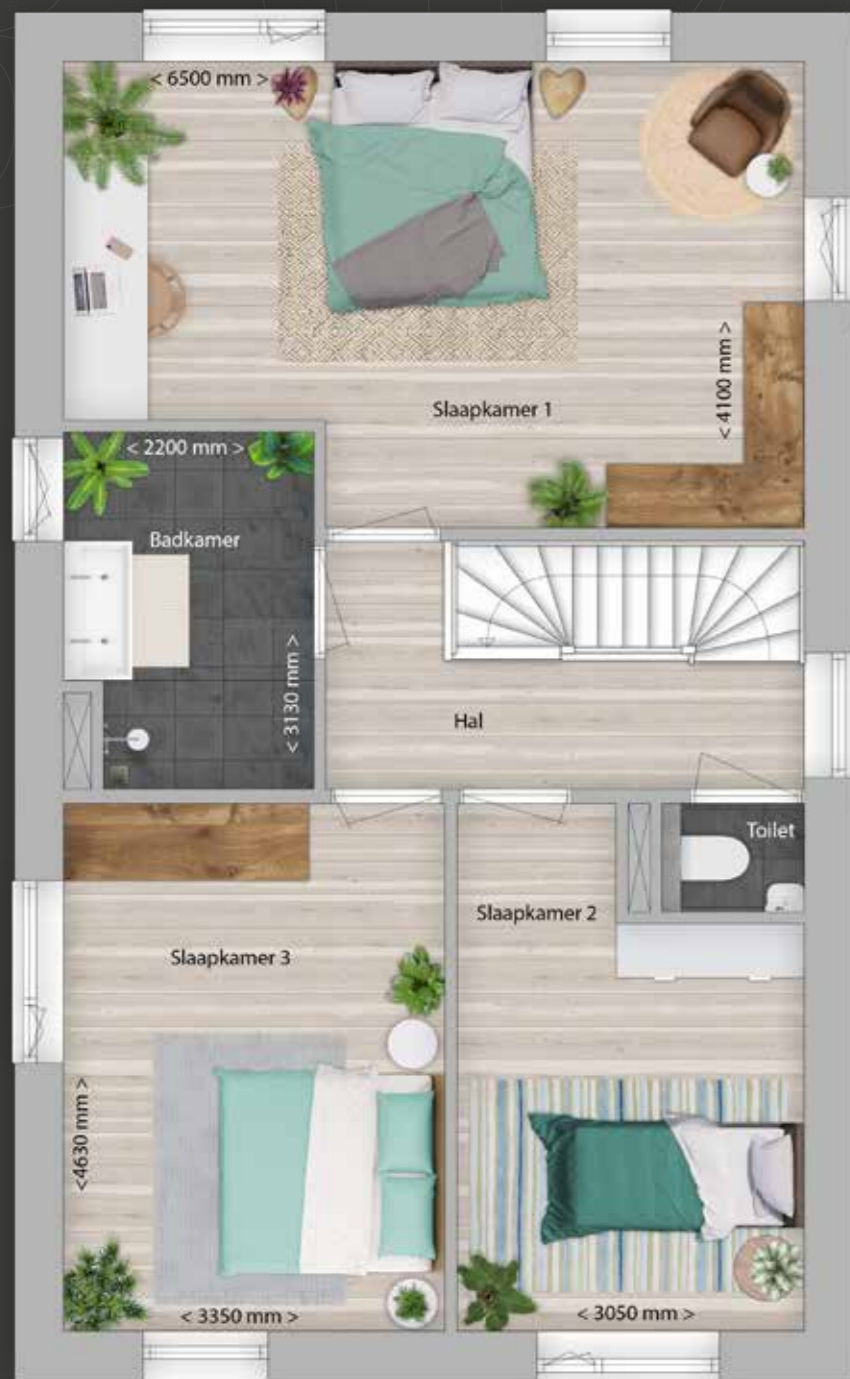 < 6500 mm >
Slaapkamer 1
< 4100 mm >
< 2200 mm >
Badkamer
< 3130 mm >
Hal
Toilet
Slaapkamer 2
Slaapkamer 3
<4630 mm >
< 3350 mm >
< 3050 mm >